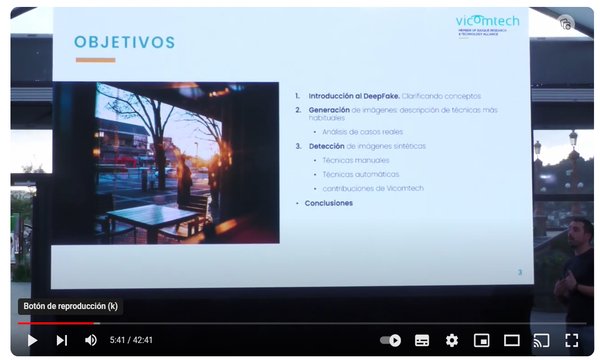 OBJETIVOS
vicomtech
MEMBER OF BASQUE RESEARCH
& TECHNOLOGY ALLIANCE
1. Introducción al DeepFake. Clarificando conceptos
2. Generación de imágenes: descripción de técnicas más
habituales
• Análisis de casos reales
3. Detección de imágenes sintéticas
• Técnicas manuales
• Técnicas automáticas
• contribuciones de Vicomtech
• Conclusiones
3
Botón de reproducción (k)
5:41 / 42:41